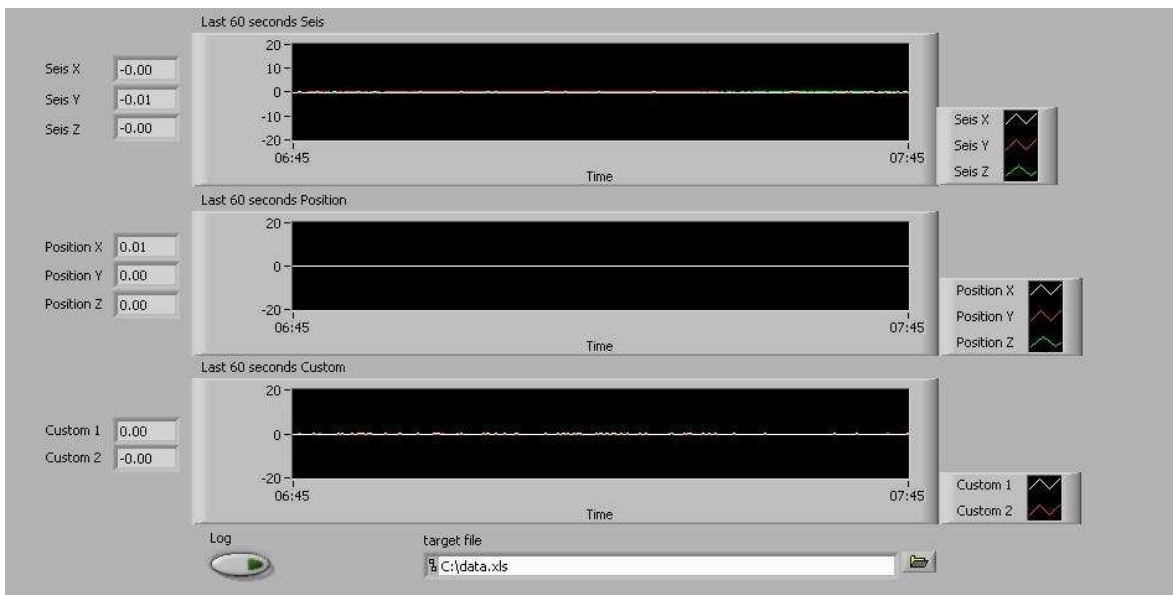 Last 60 seconds Seis
Seis X -0.00
Seis Y -0.01
Seis Z -0.00
20
10
0
-10
-20
06:45 07:45
Time
Seis X
Seis Y
Seis Z
Last 60 seconds Position
Position X 0.01
Position Y 0.00
Position Z 0.00
20
0
-20
06:45 07:45
Time
Position X
Position Y
Position Z
Last 60 seconds Custom
Custom 1 0.00
Custom 2 -0.00
20
0
-20
06:45 07:45
Time
Custom 1
Custom 2
Log
target file
C:\data.xls